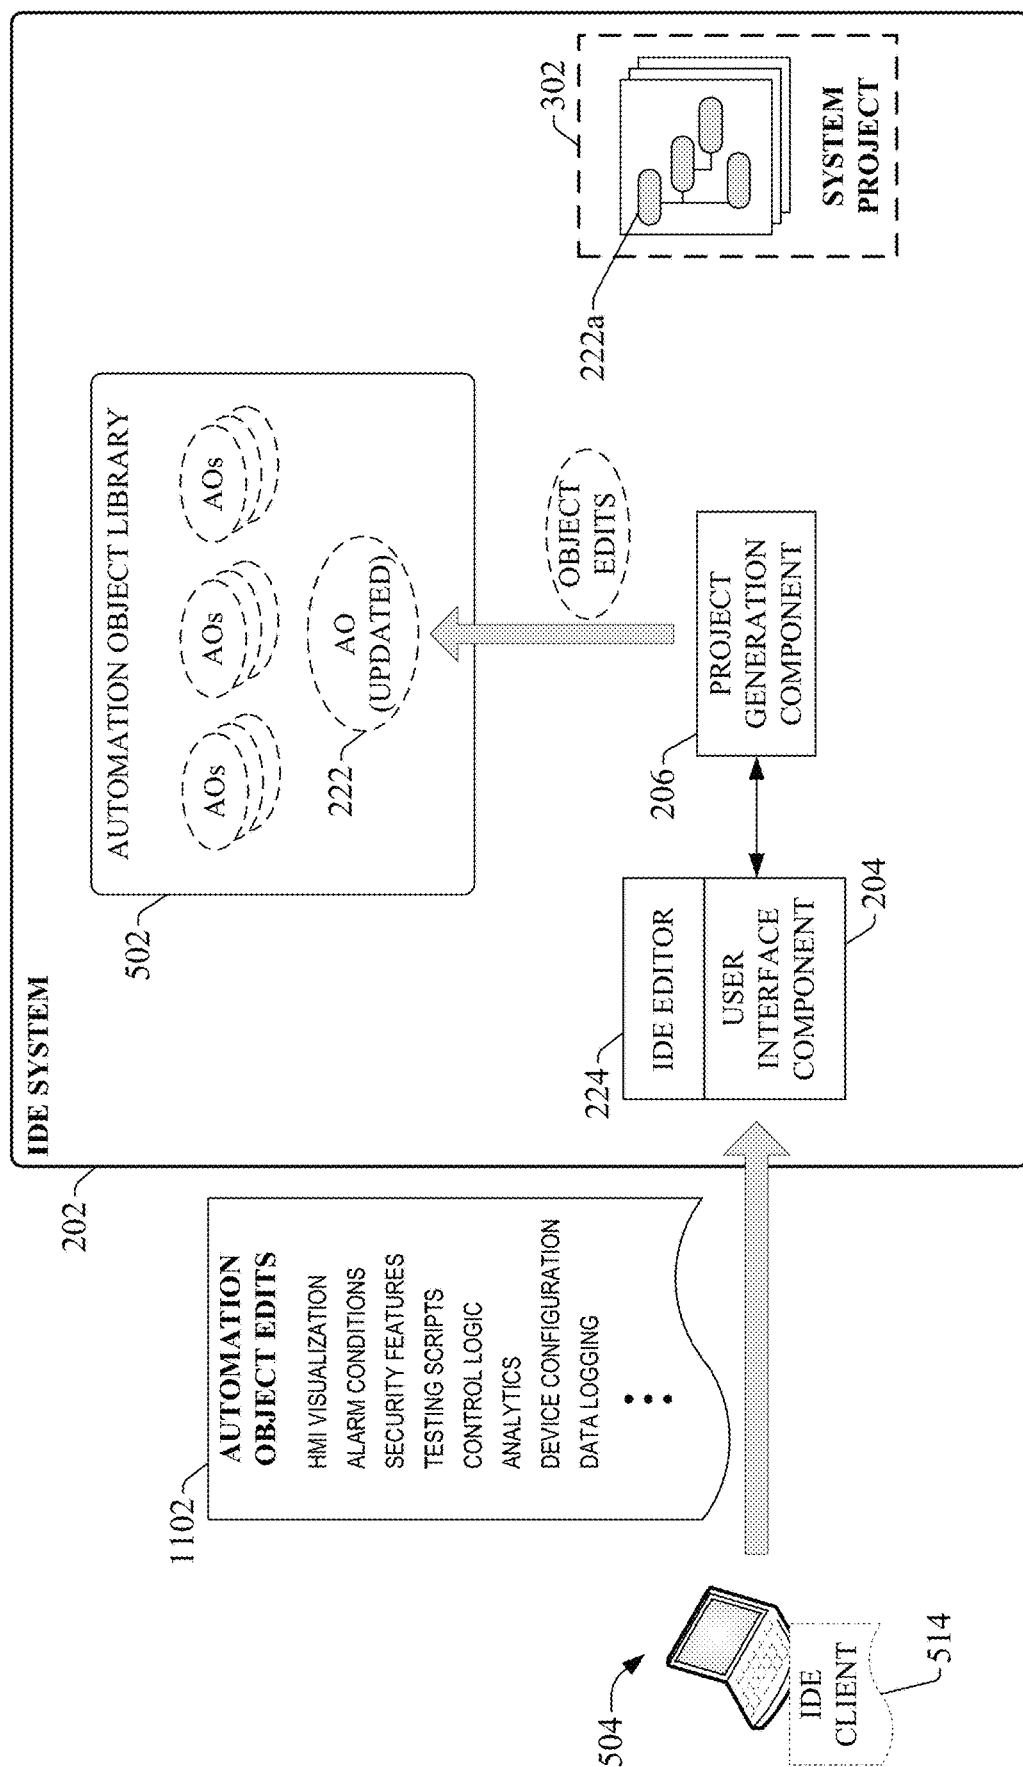 IDE SYSTEM
202
AUTOMATION OBJECT LIBRARY
502
AOs
AOs
AOs
222
AO
(UPDATED)
OBJECT
EDITS
302
222a
SYSTEM
PROJECT
1102
AUTOMATION
OBJECT EDITS
HMI VISUALIZATION
ALARM CONDITIONS
SECURITY FEATURES
TESTING SCRIPTS
CONTROL LOGIC
ANALYTICS
DEVICE CONFIGURATION
DATA LOGGING
224
IDE EDITOR
USER
INTERFACE
COMPONENT
204
206
PROJECT
GENERATION
COMPONENT
504
IDE
CLIENT
514